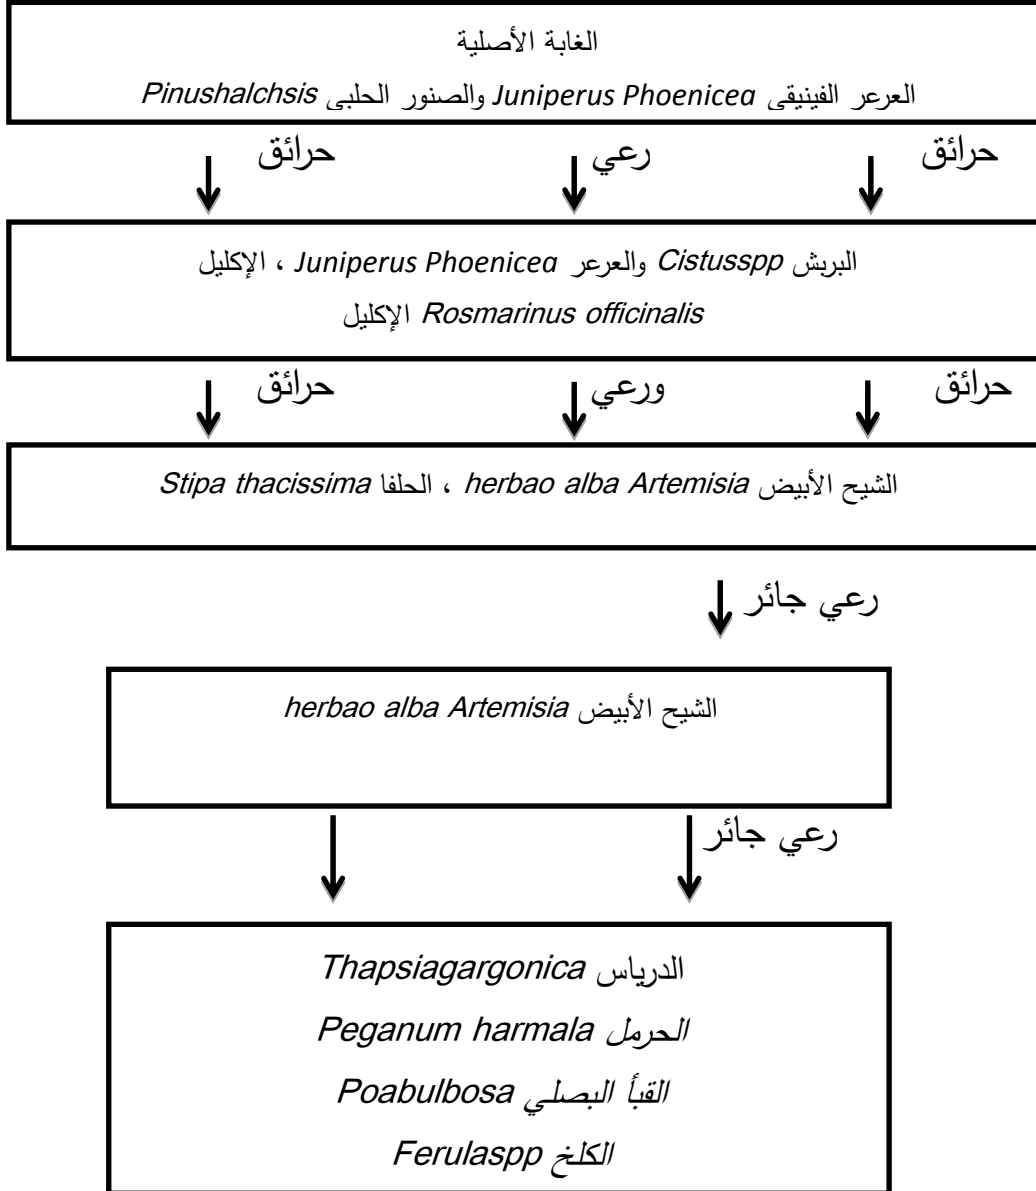 الغابة الأصلية
العرعر الفينيقى Juniperus Phoenicea والصنور الحلبى Pinushalchsis
حرائق رعي حرائق
البربش Cistusspp والعرعر Juniperus Phoenicea ، الإكليل
Rosmarinus officinalis الإكليل
حرائق ورعي حرائق
الشيح الأبيض herbao alba Artemisia ، الحلفا Stipa thacissima
رعي جائر
الشيح الأبيض herbao alba Artemisia
رعي جائر
الدرياس Thapsiagargonica
الحرمل Peganum harmala
القبأ البصلي Poabulbosa
الكلخ Ferulaspp